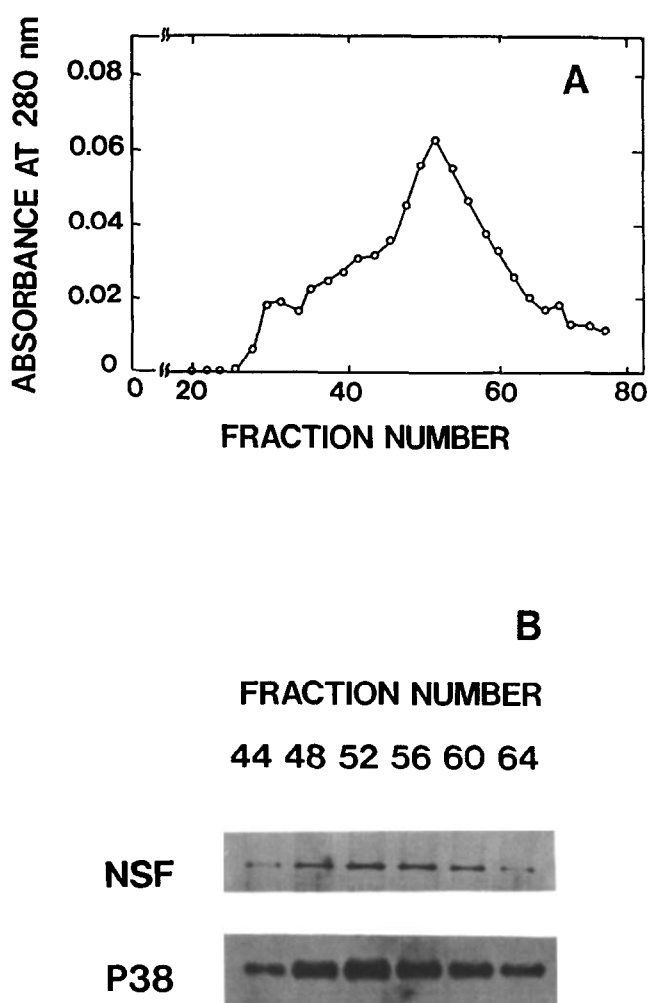 ABSORBANCE AT 280 nm
A
0.08
0.06
0.04
0.02
0
0 20 40 60 80
FRACTION NUMBER
B
FRACTION NUMBER
44 48 52 56 60 64
NSF
P38